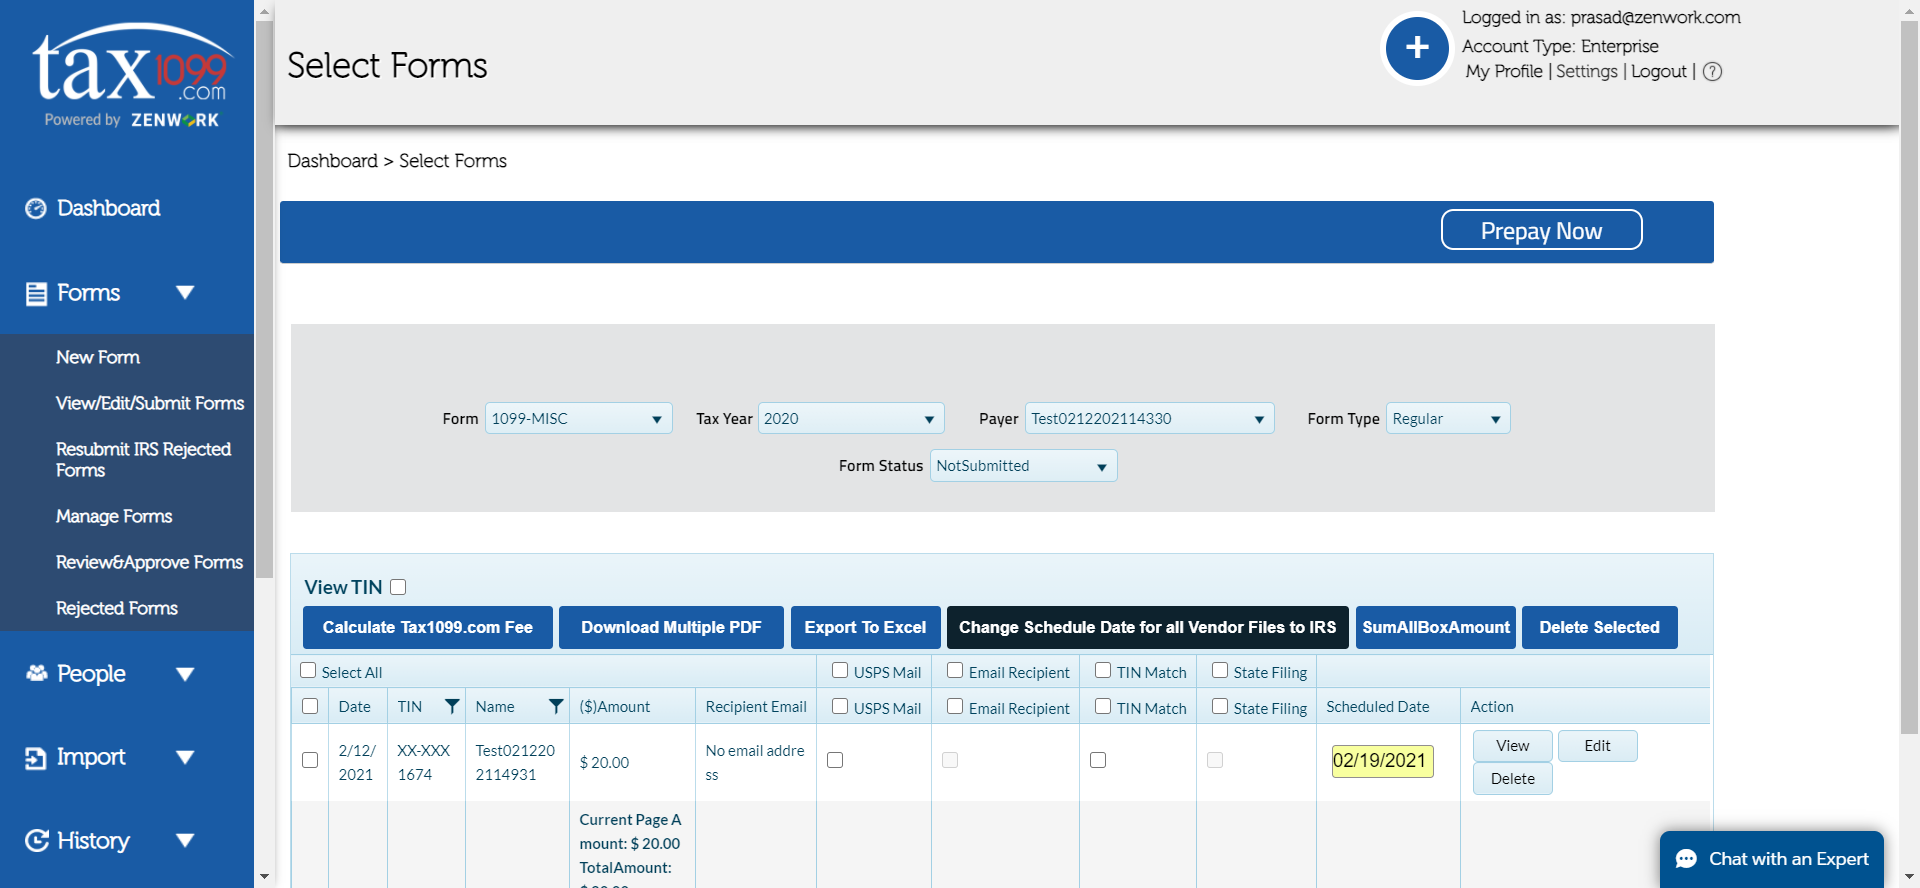 tax1099
.com
Powered by ZENWORK
Dashboard
Forms
New Form
View/Edit/Submit Forms
Resubmit IRS Rejected
Forms
Manage Forms
Review&Approve Forms
Rejected Forms
People
Import
History
Select Forms
+
Logged in as: prasad@zenwork.com
Account Type: Enterprise
My Profile | Settings | Logout | ?
Dashboard > Select Forms
Prepay Now
Form 1099-MISC Tax Year 2020 Payer Test0212202114330 Form Type Regular
Form Status NotSubmitted
View TIN
Calculate Tax1099.com Fee Download Multiple PDF Export To Excel Change Schedule Date for all Vendor Files to IRS SumAllBoxAmount Delete Selected
Select All USPS Mail Email Recipient TIN Match State Filing
Date TIN Name ($)Amount Recipient Email USPS Mail Email Recipient TIN Match State Filing Scheduled Date Action
2/12/
2021
XX-XXX
1674
Test021220
2114931
$ 20.00
No email addre
ss
02/19/2021
View Edit
Delete
Current Page A
mount: $ 20.00
TotalAmount:
Chat with an Expert